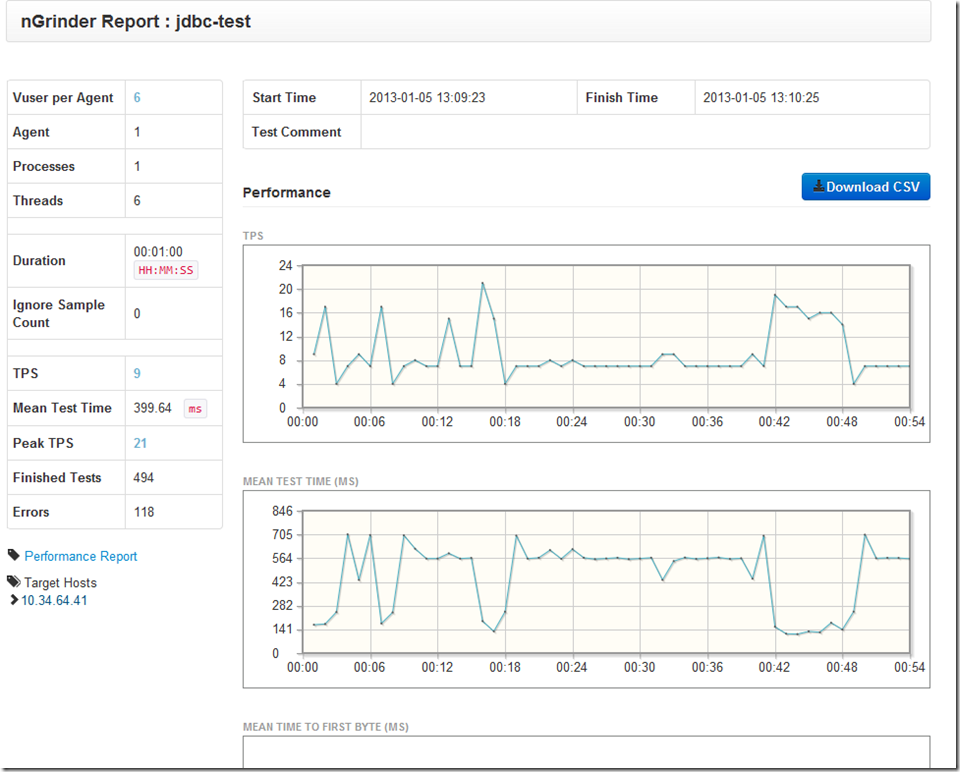 nGrinder Report : jdbc-test
Vuser per Agent 6
Agent 1
Processes 1
Threads 6
Duration 00:01:00
HH:MM:SS
Ignore Sample
Count 0
TPS 9
Mean Test Time 399.64 ms
Peak TPS 21
Finished Tests 494
Errors 118
Performance Report
Target Hosts
10.34.64.41
Start Time 2013-01-05 13:09:23 Finish Time 2013-01-05 13:10:25
Test Comment
Performance
Download CSV
TPS
24
20
16
12
8
4
0
00:00 00:06 00:12 00:18 00:24 00:30 00:36 00:42 00:48 00:54
MEAN TEST TIME (MS)
846
705
564
423
282
141
0
00:00 00:06 00:12 00:18 00:24 00:30 00:36 00:42 00:48 00:54
MEAN TIME TO FIRST BYTE (MS)